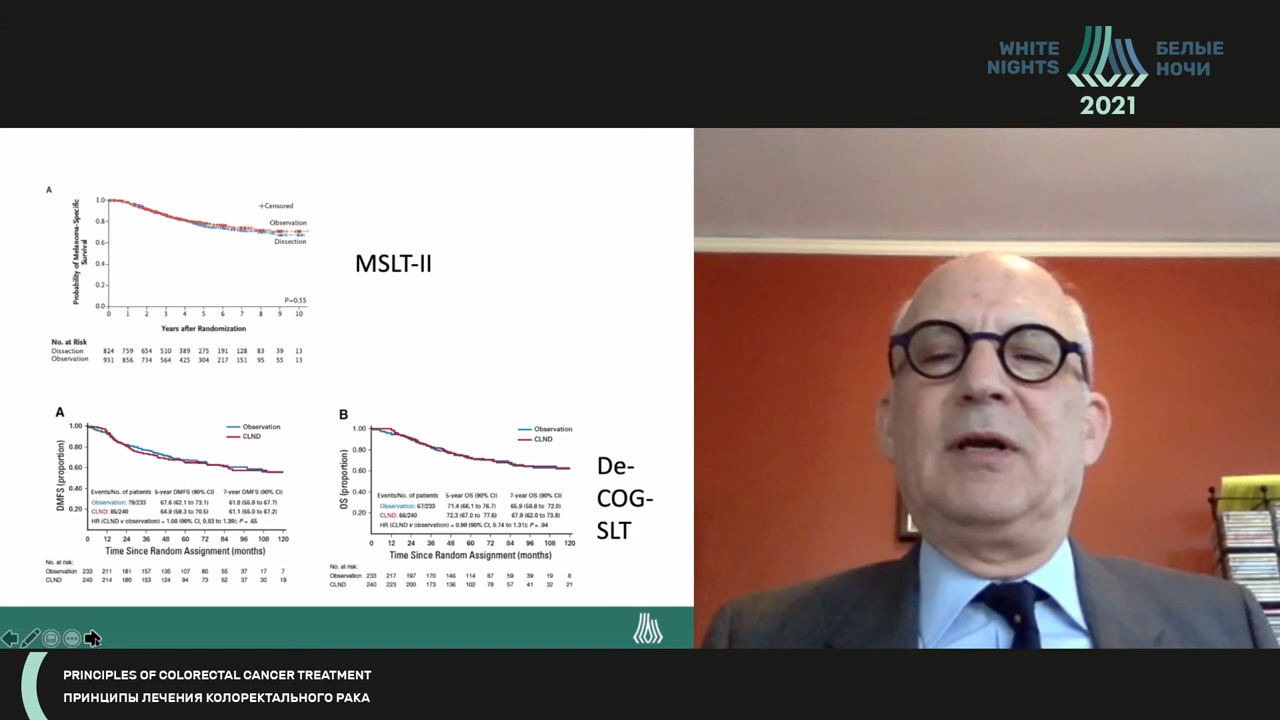 WHITE NIGHTS
БЕЛЫЕ НОЧИ
2021
A
Probability of Melanoma-Specific Survival
1.0
0.8
0.6
0.4
0.2
0.0
+Censored
Observation
Dissection
P=0.55
0 1 2 3 4 5 6 7 8 9 10
Years after Randomization
No. at Risk
Dissection 824 759 654 510 389 275 191 128 83 39 13
Observation 931 856 734 564 425 304 217 151 95 55 13
MSLT-II
A
DMFS (proportion)
1.00
0.80
0.60
0.40
0.20
Observation
CLND
Events/No. of patients 5-year DMFS (90% CI) 7-year DMFS (90% CI)
Observation: 79/233 67.6 (62.1 to 73.1) 61.8 (55.8 to 67.7)
CLND: 85/240 64.9 (59.3 to 70.5) 61.1 (55.0 to 67.2)
HR (CLND v observation) = 1.08 (90% CI, 0.83 to 1.39); P = .65
0 12 24 36 48 60 72 84 96 108 120
Time Since Random Assignment (months)
No. at risk:
Observation 233 211 181 157 135 107 80 55 37 17 7
CLND 240 214 180 153 124 94 73 52 37 30 19
B
OS (proportion)
1.00
0.80
0.60
0.40
0.20
Observation
CLND
Events/No. of patients 5-year OS (90% CI) 7-year OS (90% CI)
Observation: 67/233 71.4 (66.1 to 76.7) 65.9 (59.8 to 72.0)
CLND: 66/240 72.3 (67.0 to 77.6) 67.9 (62.0 to 73.8)
HR (CLND v observation) = 0.99 (90% CI, 0.74 to 1.31); P = .94
0 12 24 36 48 60 72 84 96 108 120
Time Since Random Assignment (months)
No. at risk:
Observation 233 217 197 170 146 114 87 59 39 19 8
CLND 240 223 200 173 136 102 78 57 41 32 21
De-
COG-
SLT
PRINCIPLES OF COLORECTAL CANCER TREATMENT
ПРИНЦИПЫ ЛЕЧЕНИЯ КОЛОРЕКТАЛЬНОГО РАКА